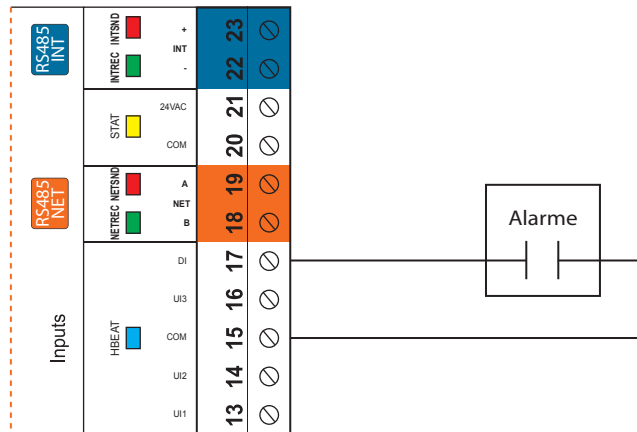 RS485
INT
INTREC INTSND
+
INT
-
23
22
STAT
24VAC
COM
21
20
RS485
NET
NETREC NETSND
A
NET
B
19
18
Inputs
HBEAT
DI
UI3
COM
UI2
UI1
17
16
15
14
13
Alarme